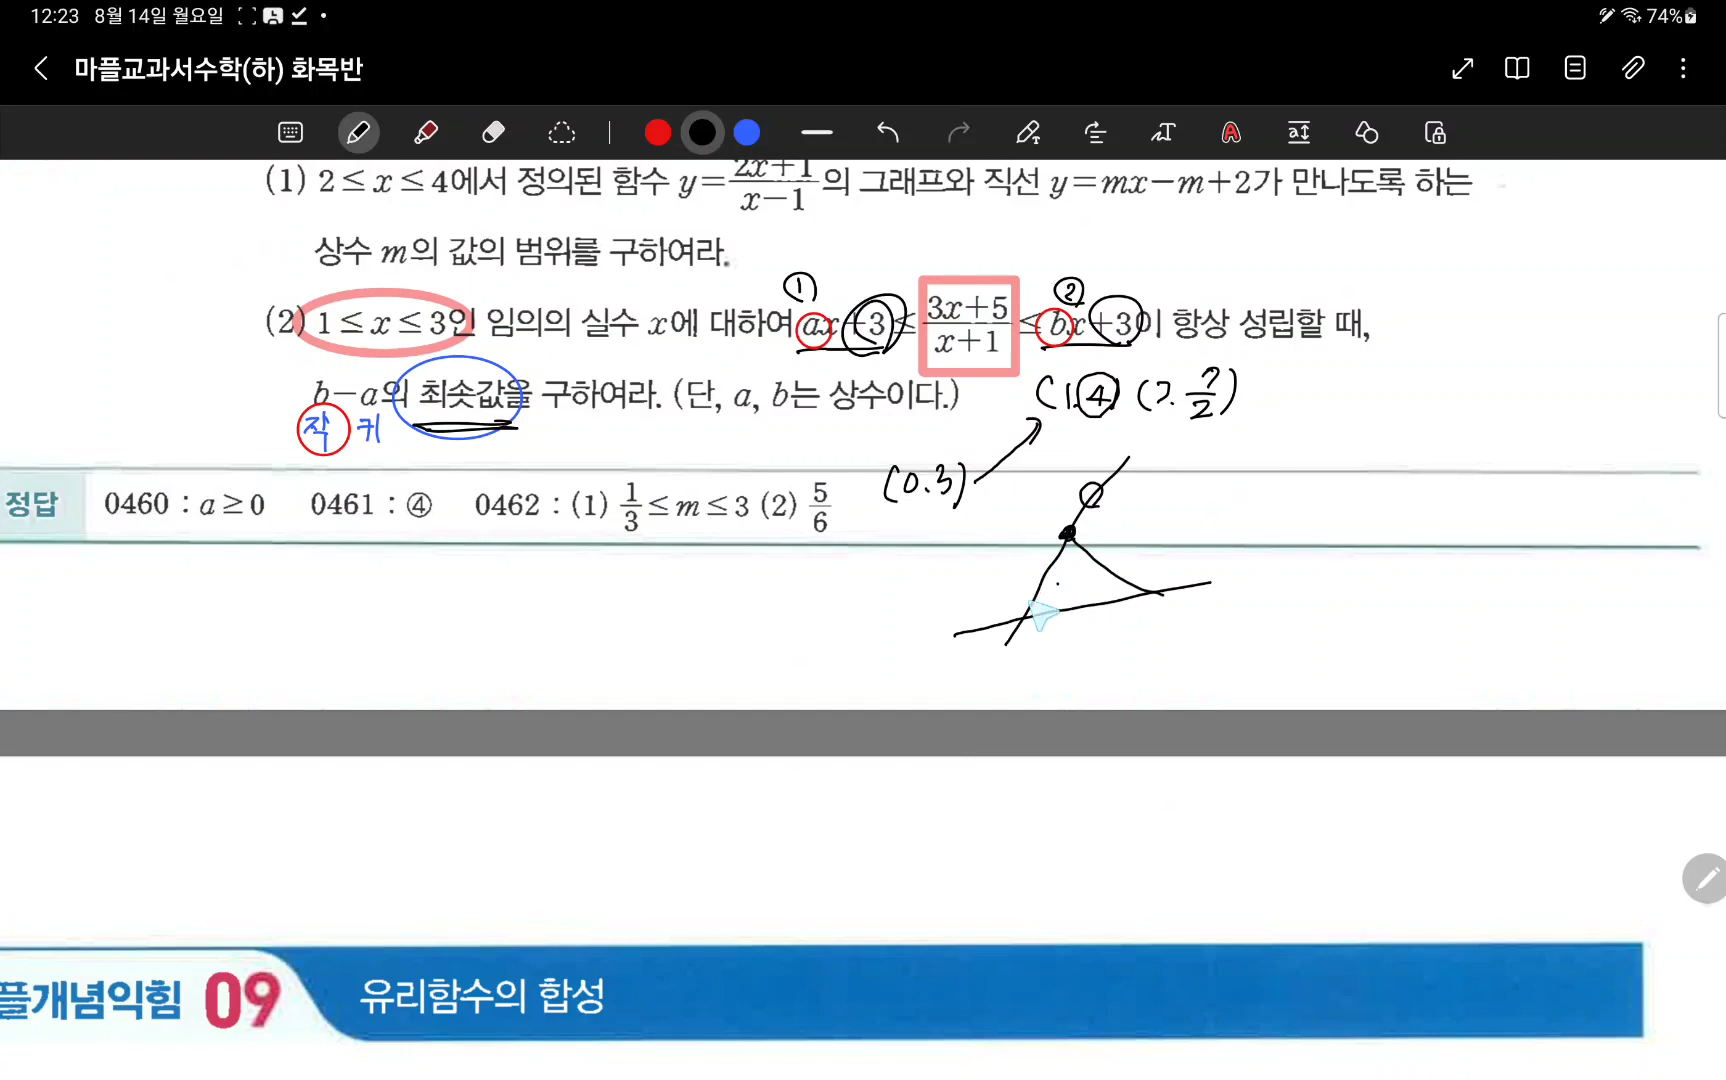 12:23 8월 14일 월요일 74%
마플교과서수학(하) 화목반
(1) 2≤x≤4에서 정의된 함수 y=\frac{2x+1}{x-1}의 그래프와 직선 y=mx-m+2가 만나도록 하는
상수 m의 값의 범위를 구하여라.
① ②
(2) 1≤x≤3인 임의의 실수 x에 대하여 ax+3≤\frac{3x+5}{x+1}≤bx+3이 항상 성립할 때,
b-a의 최솟값을 구하여라. (단, a, b는 상수이다.) (1.4) (3. \frac{7}{2})
작 키
(0.3)
정답 0460 : a≥0 0461 : ④ 0462 : (1) \frac{1}{3}≤m≤3 (2) \frac{5}{6}
플개념익힘 09 유리함수의 합성